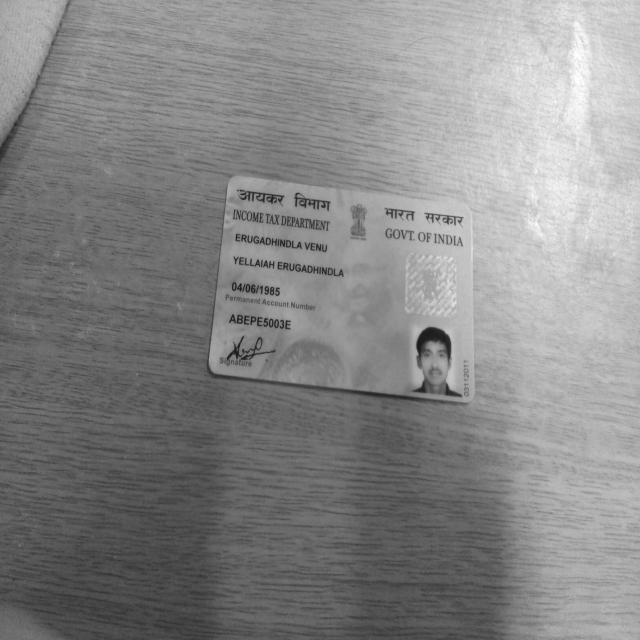 आयकर विभाग
INCOME TAX DEPARTMENT
भारत सरकार
GOVT. OF INDIA
ERUGADHINDLA VENU
YELLAIAH ERUGADHINDLA
04/06/1985
Permanent Account Number
ABEPE5003E
Signature